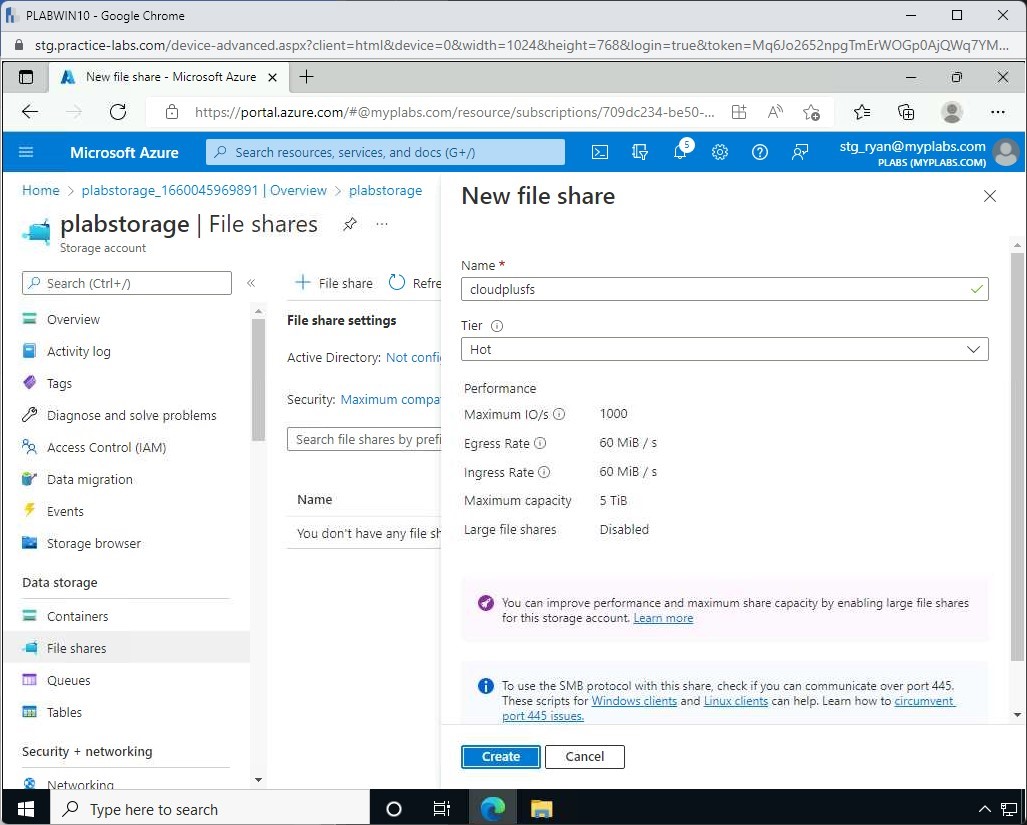 PLABWIN10 - Google Chrome
stg.practice-labs.com/device-advanced.aspx?client=html&device=0&width=1024&height=768&login=true&token=Mq6Jo2652npgTmErWOGp0AjQWq7YM...
New file share - Microsoft Azure
https://portal.azure.com/#@myplabs.com/resource/subscriptions/709dc234-be50-...
Microsoft Azure
Search resources, services, and docs (G+/)
5
stg_ryan@myplabs.com
PLABS (MYPLABS.COM)
Home > plabstorage_1660045969891 | Overview > plabstorage
plabstorage | File shares
Storage account
Search (Ctrl+/)
Overview
Activity log
Tags
Diagnose and solve problems
Access Control (IAM)
Data migration
Events
Storage browser
Data storage
Containers
File shares
Queues
Tables
Security + networking
Networking
File share
Refre
File share settings
Active Directory: Not confi
Security: Maximum compa
Search file shares by prefi
Name
You don't have any file sh
New file share
Name *
cloudplusfs
Tier
Hot
Performance
Maximum IO/s 1000
Egress Rate 60 MiB / s
Ingress Rate 60 MiB / s
Maximum capacity 5 TiB
Large file shares Disabled
You can improve performance and maximum share capacity by enabling large file shares
for this storage account. Learn more
To use the SMB protocol with this share, check if you can communicate over port 445.
These scripts for Windows clients and Linux clients can help. Learn how to circumvent
port 445 issues.
Create
Cancel
Type here to search